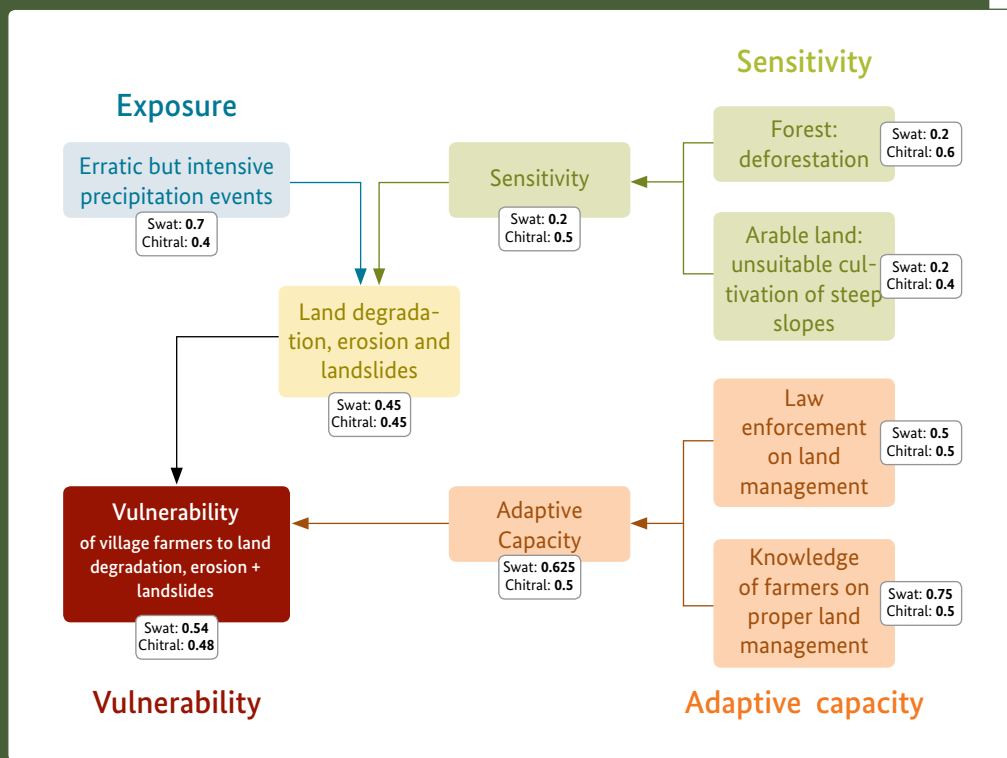 Sensitivity
Exposure
Erratic but intensive
precipitation events
Swat: 0.7
Chitral: 0.4
Sensitivity
Swat: 0.2
Chitral: 0.5
Forest:
deforestation
Swat: 0.2
Chitral: 0.6
Arable land:
unsuitable cul-
tivation of steep
slopes
Swat: 0.2
Chitral: 0.4
Land degrada-
tion, erosion and
landslides
Swat: 0.45
Chitral: 0.45
Law
enforcement
on land
management
Swat: 0.5
Chitral: 0.5
Vulnerability
of village farmers to land
degradation, erosion +
landslides
Swat: 0.54
Chitral: 0.48
Adaptive
Capacity
Swat: 0.625
Chitral: 0.5
Knowledge
of farmers on
proper land
management
Swat: 0.75
Chitral: 0.5
Vulnerability
Adaptive capacity